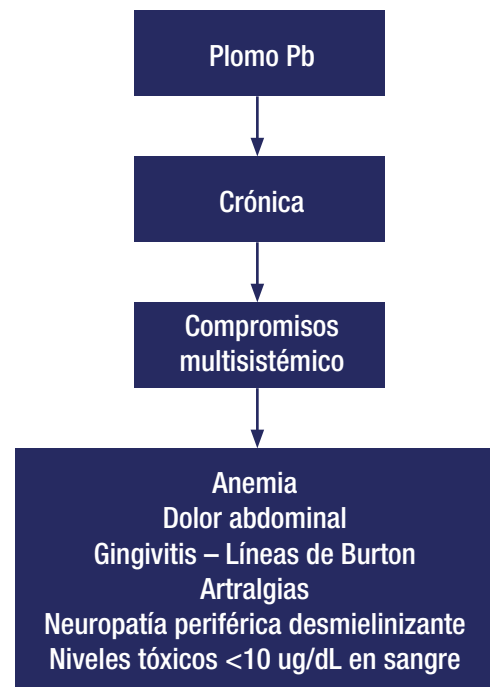 Plomo Pb
Crónica
Compromisos
multisistémico
Anemia
Dolor abdominal
Gingivitis – Líneas de Burton
Artralgias
Neuropatía periférica desmielinizante
Niveles tóxicos <10 ug/dL en sangre